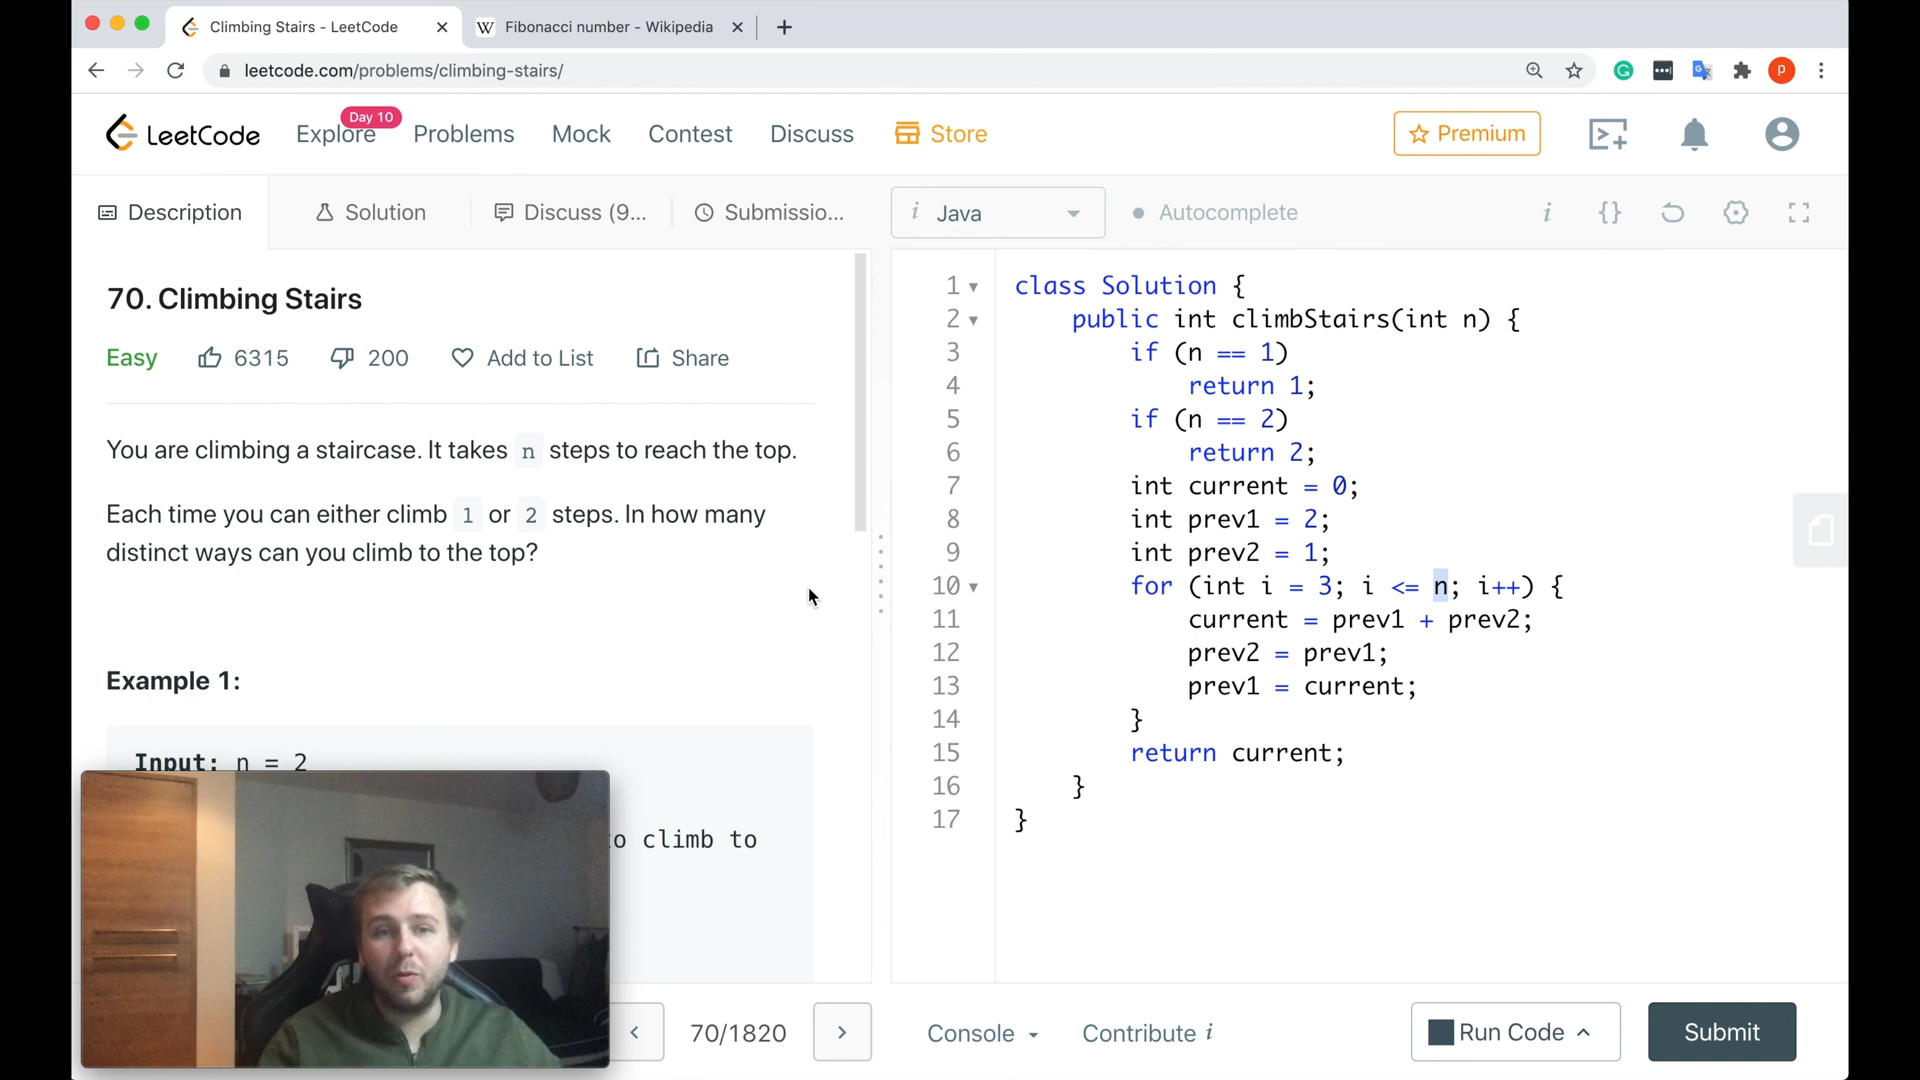 Climbing Stairs - LeetCode
W Fibonacci number - Wikipedia
leetcode.com/problems/climbing-stairs/
P
LeetCode
Explore
Day 10
Problems
Mock
Contest
Discuss
Store
Premium
Description
Solution
Discuss (9...
Submissio...
i Java
Autocomplete
i {}
70. Climbing Stairs
Easy 6315 200 Add to List Share
You are climbing a staircase. It takes n steps to reach the top.
Each time you can either climb 1 or 2 steps. In how many
distinct ways can you climb to the top?
Example 1:
Input: n = 2
to climb to
1 class Solution {
2 public int climbStairs(int n) {
3 if (n == 1)
4 return 1;
5 if (n == 2)
6 return 2;
7 int current = 0;
8 int prev1 = 2;
9 int prev2 = 1;
10 for (int i = 3; i <= n; i++) {
11 current = prev1 + prev2;
12 prev2 = prev1;
13 prev1 = current;
14 }
15 return current;
16 }
17 }
70/1820
Console
Contribute i
Run Code
Submit